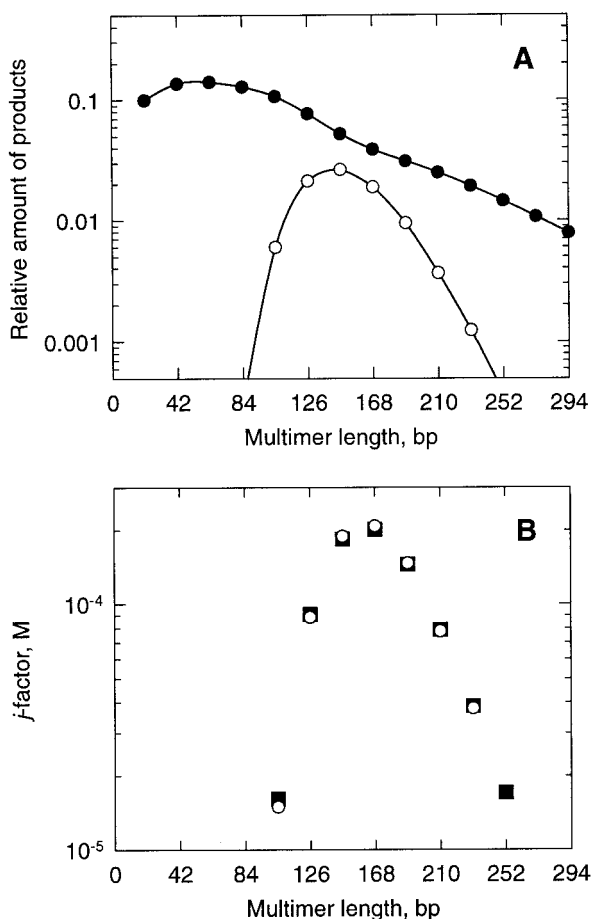 A
Relative amount of products
0.1
0.01
0.001
0 42 84 126 168 210 252 294
Multimer length, bp
B
j-factor, M
10-4
10-5
0 42 84 126 168 210 252 294
Multimer length, bp